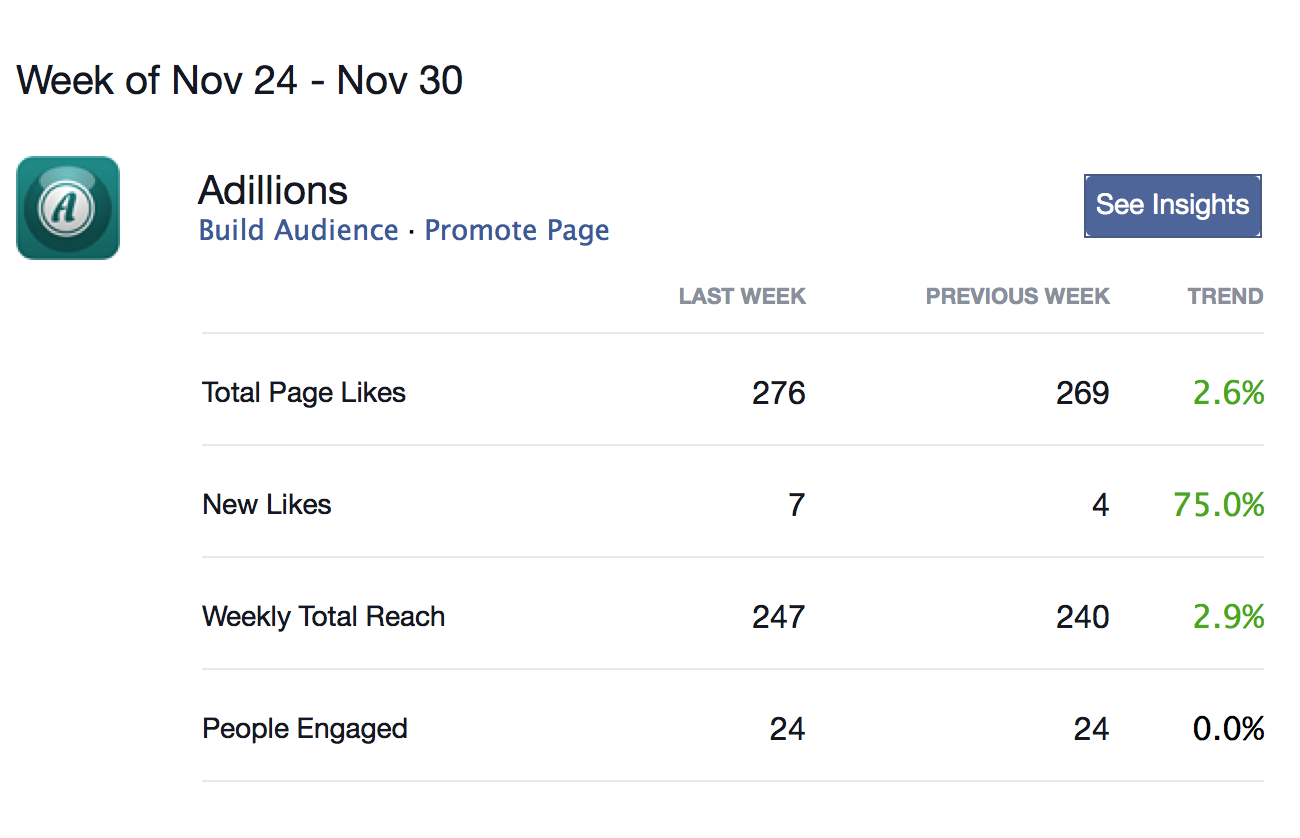 Week of Nov 24 - Nov 30
A
Adillions
See Insights
Build Audience · Promote Page
LAST WEEK PREVIOUS WEEK TREND
Total Page Likes 276 269 2.6%
New Likes 7 4 75.0%
Weekly Total Reach 247 240 2.9%
People Engaged 24 24 0.0%